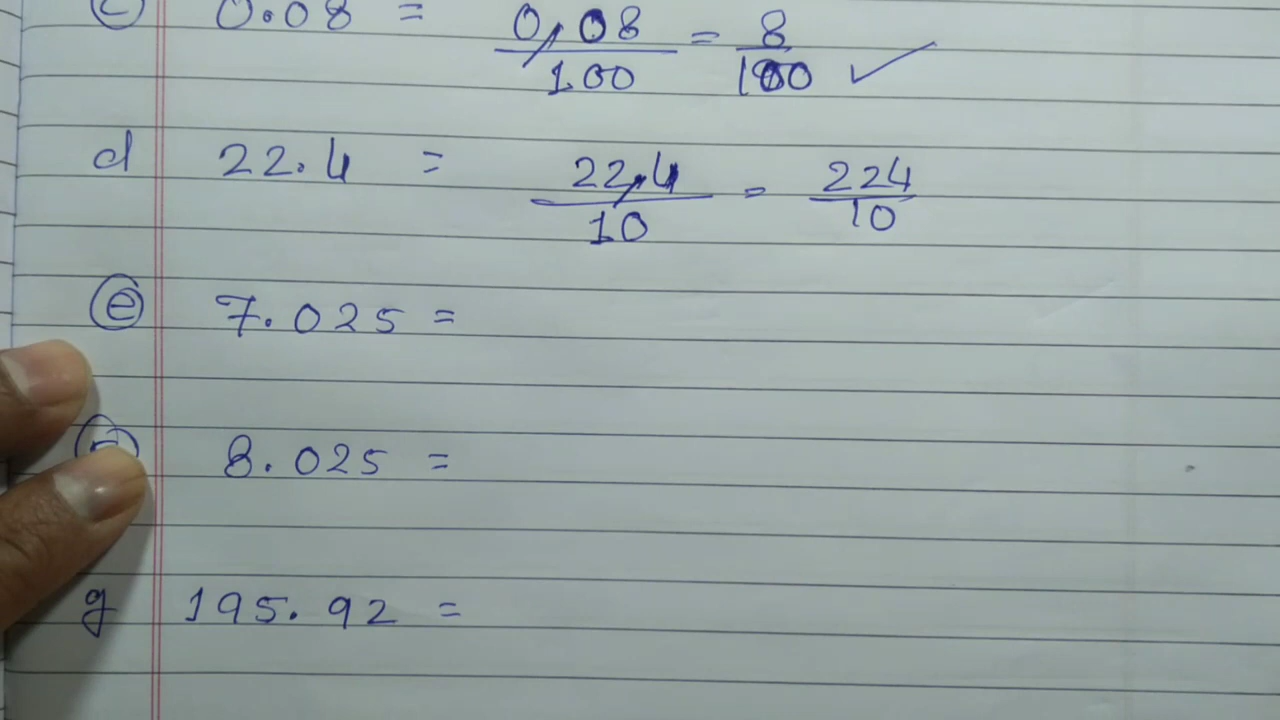 c 0.08 = 0.08/100 = 8/100 ✓
d 22.4 = 22.4/10 = 224/10
e 7.025 =
8.025 =
g 195.92 =